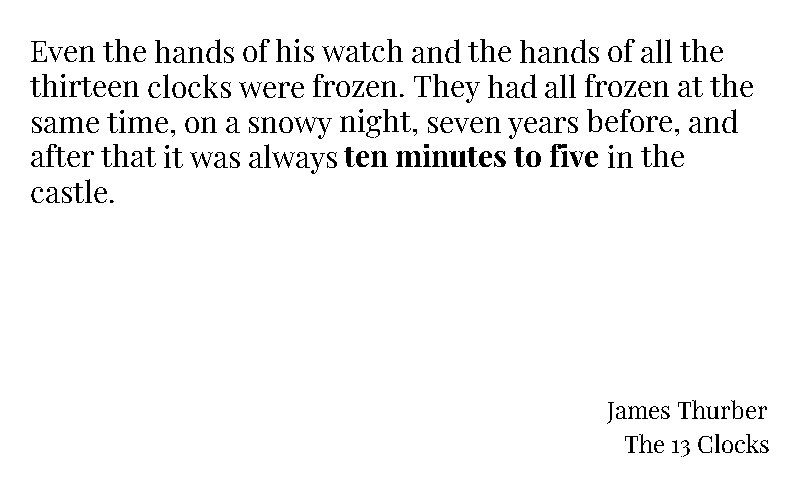 Even the hands of his watch and the hands of all the
thirteen clocks were frozen. They had all frozen at the
same time, on a snowy night, seven years before, and
after that it was always ten minutes to five in the
castle.
James Thurber
The 13 Clocks